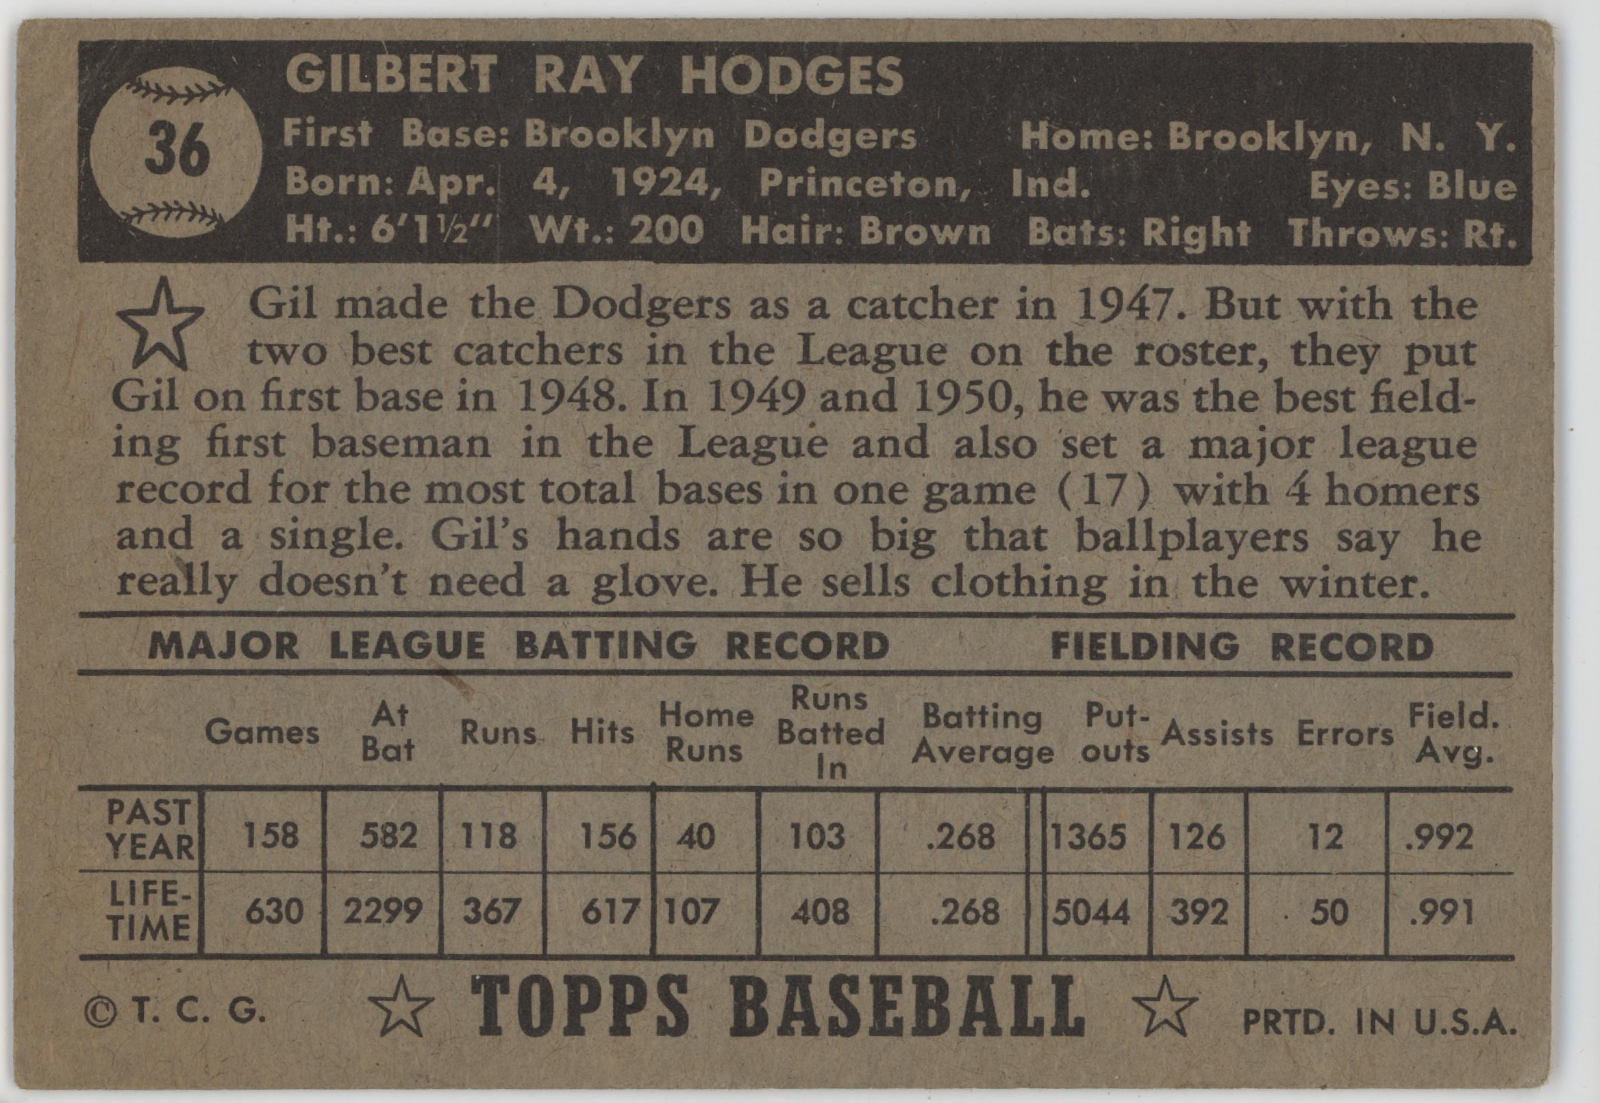 36
GILBERT RAY HODGES
First Base: Brooklyn Dodgers Home: Brooklyn, N. Y.
Born: Apr. 4, 1924, Princeton, Ind. Eyes: Blue
Ht.: 6'1½" Wt.: 200 Hair: Brown Bats: Right Throws: Rt.
Gil made the Dodgers as a catcher in 1947. But with the
two best catchers in the League on the roster, they put
Gil on first base in 1948. In 1949 and 1950, he was the best field-
ing first baseman in the League and also set a major league
record for the most total bases in one game (17) with 4 homers
and a single. Gil's hands are so big that ballplayers say he
really doesn't need a glove. He sells clothing in the winter.
MAJOR LEAGUE BATTING RECORD FIELDING RECORD
Games At Bat Runs Hits Home Runs Runs Batted In Batting Average Put-outs Assists Errors Field. Avg.
PAST YEAR 158 582 118 156 40 103 .268 1365 126 12 .992
LIFE-TIME 630 2299 367 617 107 408 .268 5044 392 50 .991
© T. C. G. ☆ TOPPS BASEBALL ☆ PRTD. IN U.S.A.